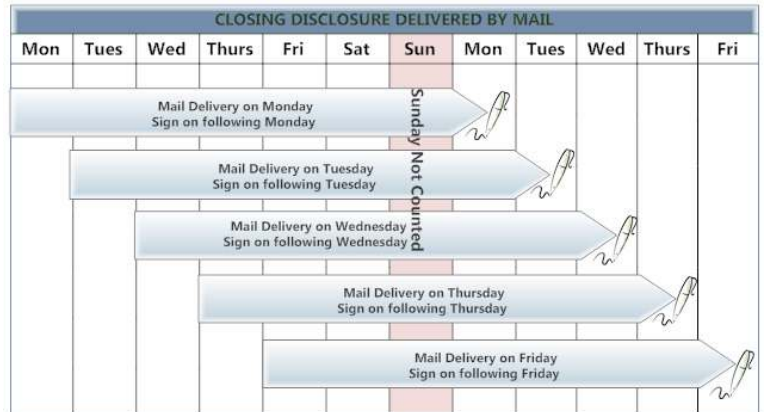 CLOSING DISCLOSURE DELIVERED BY MAIL
Mon Tues Wed Thurs Fri Sat Sun Mon Tues Wed Thurs Fri
Sunday Not Counted
Mail Delivery on Monday
Sign on following Monday
Mail Delivery on Tuesday
Sign on following Tuesday
Mail Delivery on Wednesday
Sign on following Wednesday
Mail Delivery on Thursday
Sign on following Thursday
Mail Delivery on Friday
Sign on following Friday